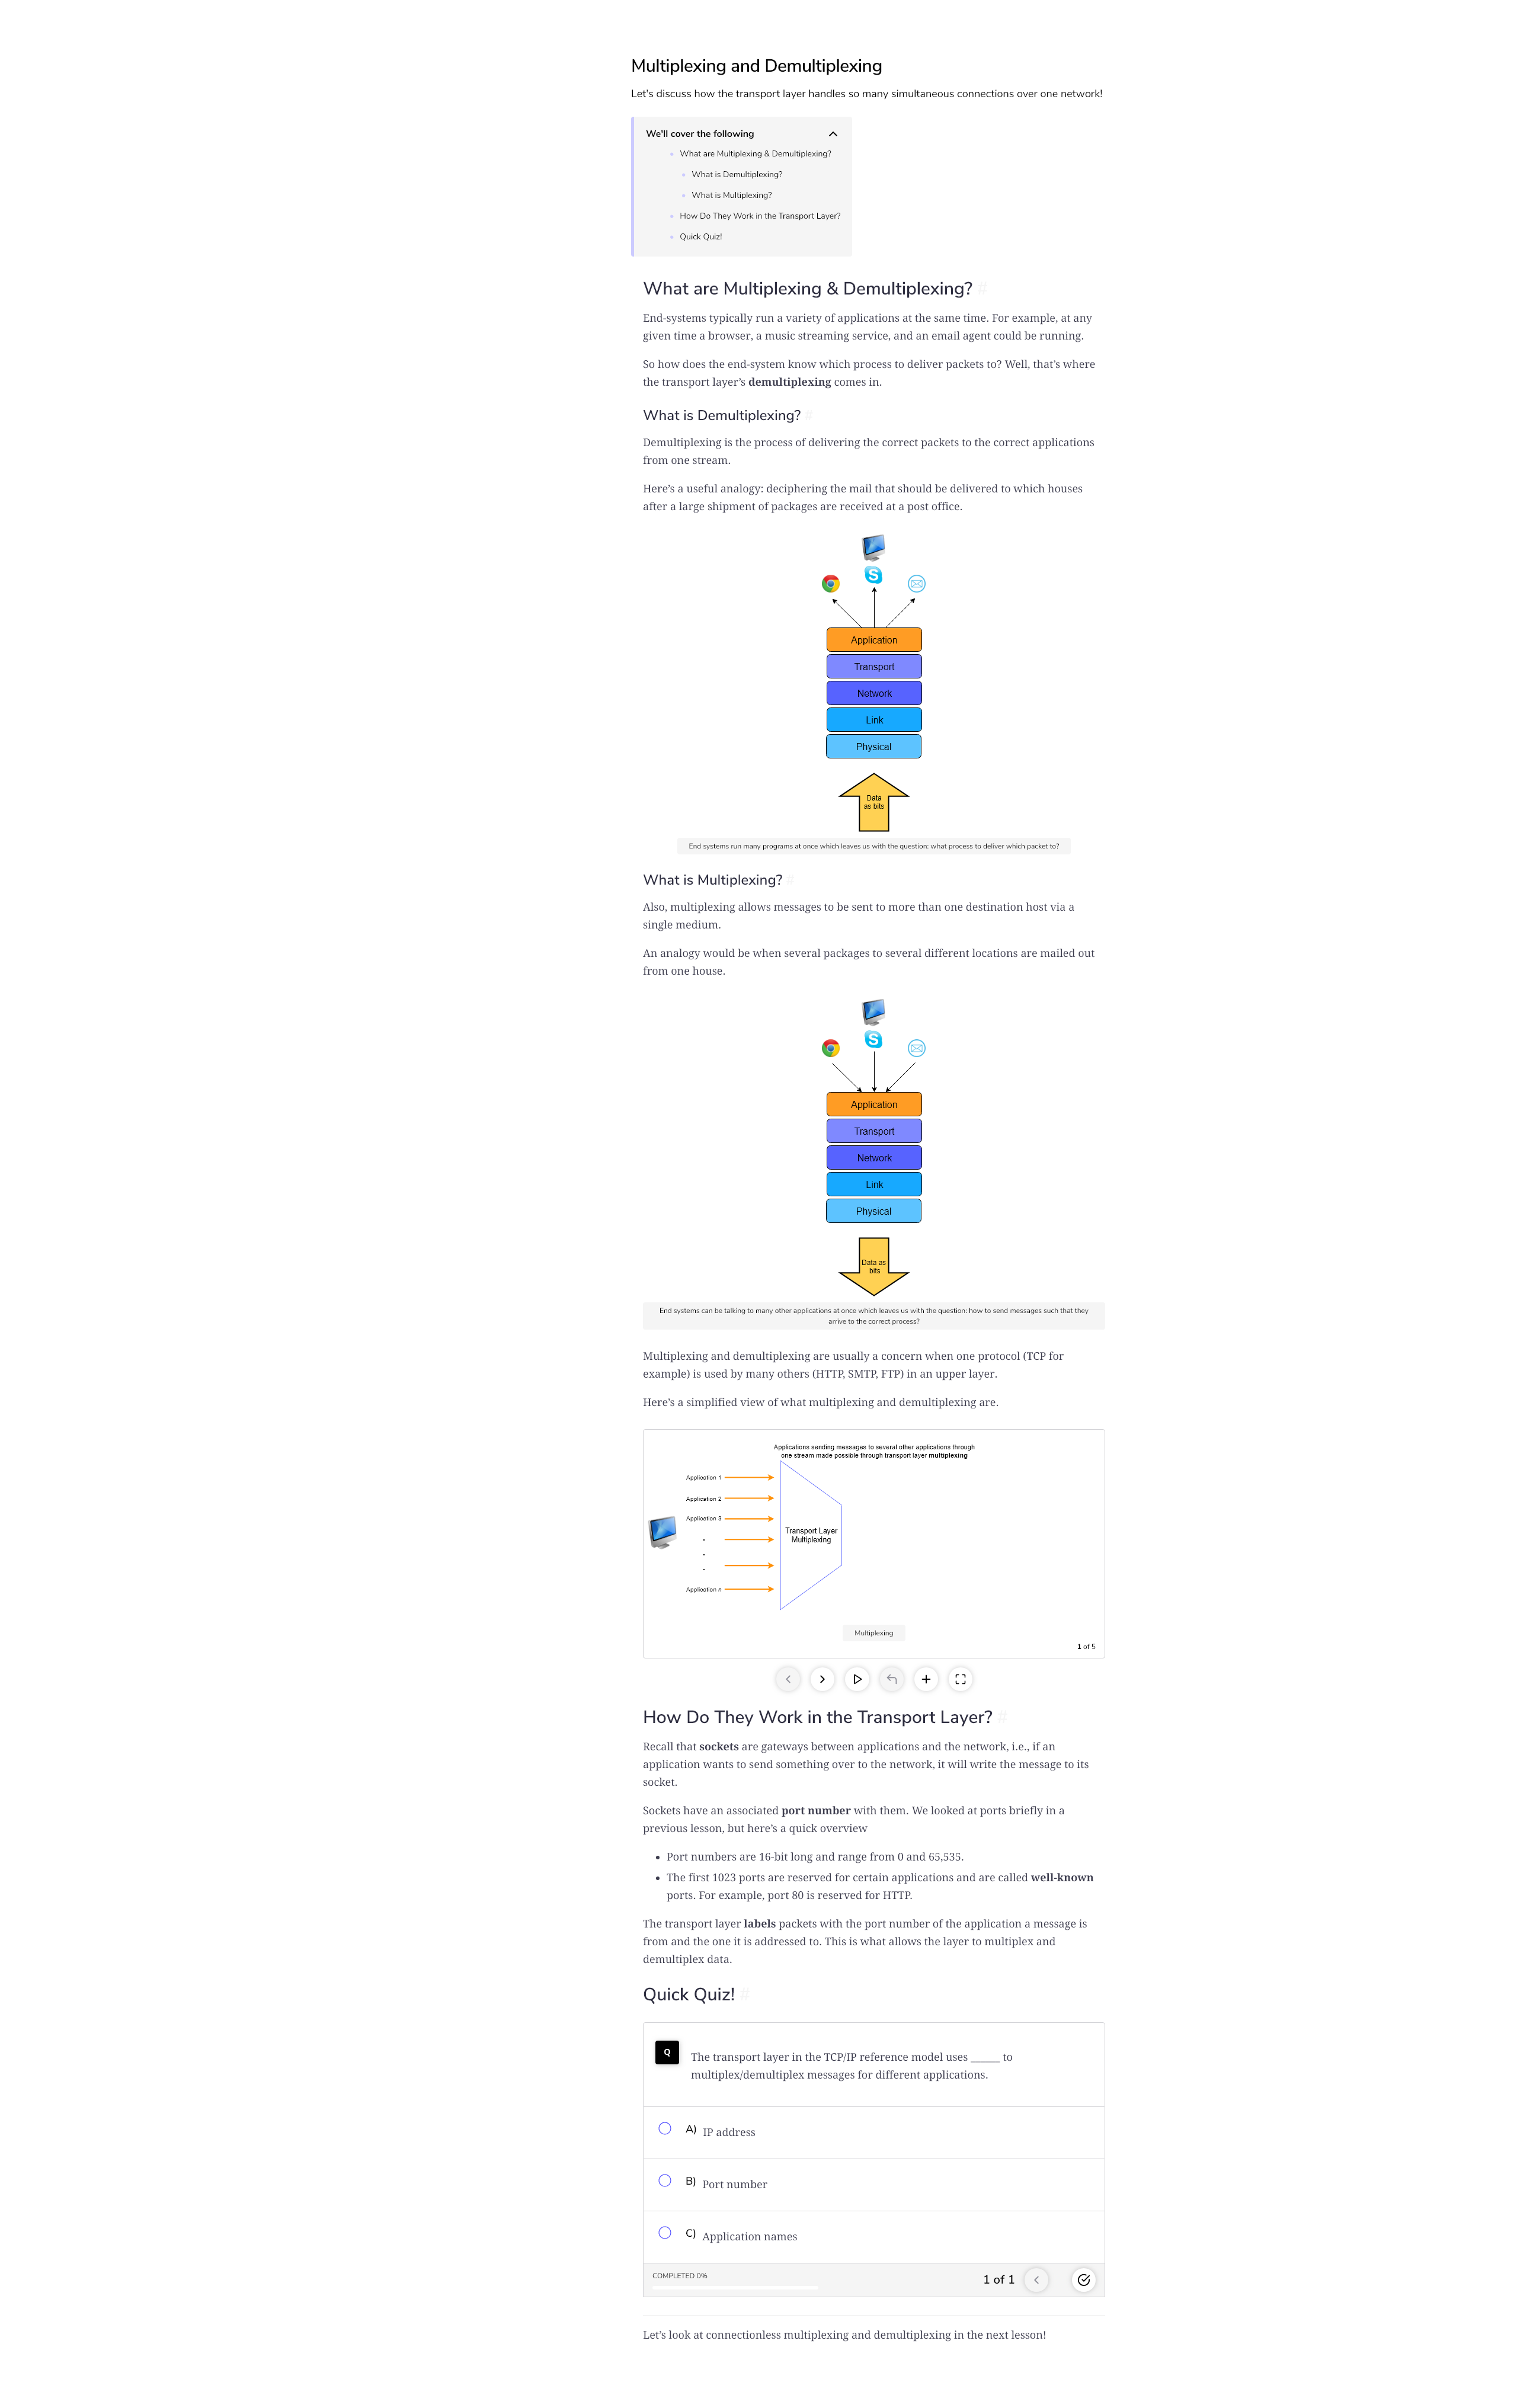 Multiplexing and Demultiplexing
Let's discuss how the transport layer handles so many simultaneous connections over one network!
We'll cover the following
What are Multiplexing & Demultiplexing?
What is Demultiplexing?
What is Multiplexing?
How Do They Work in the Transport Layer?
Quick Quiz!
What are Multiplexing & Demultiplexing? #
End-systems typically run a variety of applications at the same time. For example, at any
given time a browser, a music streaming service, and an email agent could be running.
So how does the end-system know which process to deliver packets to? Well, that's where
the transport layer's demultiplexing comes in.
What is Demultiplexing? #
Demultiplexing is the process of delivering the correct packets to the correct applications
from one stream.
Here's a useful analogy: deciphering the mail that should be delivered to which houses
after a large shipment of packages are received at a post office.
S
Application
Transport
Network
Link
Physical
Data
as bits
End systems run many programs at once which leaves us with the question: what process to deliver which packet to?
What is Multiplexing? #
Also, multiplexing allows messages to be sent to more than one destination host via a
single medium.
An analogy would be when several packages to several different locations are mailed out
from one house.
S
Application
Transport
Network
Link
Physical
Data as
bits
End systems can be talking to many other applications at once which leaves us with the question: how to send messages such that they
arrive to the correct process?
Multiplexing and demultiplexing are usually a concern when one protocol (TCP for
example) is used by many others (HTTP, SMTP, FTP) in an upper layer.
Here's a simplified view of what multiplexing and demultiplexing are.
Applications sending messages to several other applications through
one stream made possible through transport layer multiplexing
Application 1
Application 2
Application 3
.
.
.
Application n
Transport Layer
Multiplexing
Multiplexing
1 of 5
How Do They Work in the Transport Layer? #
Recall that sockets are gateways between applications and the network, i.e., if an
application wants to send something over to the network, it will write the message to its
socket.
Sockets have an associated port number with them. We looked at ports briefly in a
previous lesson, but here's a quick overview
• Port numbers are 16-bit long and range from 0 and 65,535.
• The first 1023 ports are reserved for certain applications and are called well-known
ports. For example, port 80 is reserved for HTTP.
The transport layer labels packets with the port number of the application a message is
from and the one it is addressed to. This is what allows the layer to multiplex and
demultiplex data.
Quick Quiz! #
Q
The transport layer in the TCP/IP reference model uses ______ to
multiplex/demultiplex messages for different applications.
A) IP address
B) Port number
C) Application names
COMPLETED 0%
1 of 1
Let's look at connectionless multiplexing and demultiplexing in the next lesson!